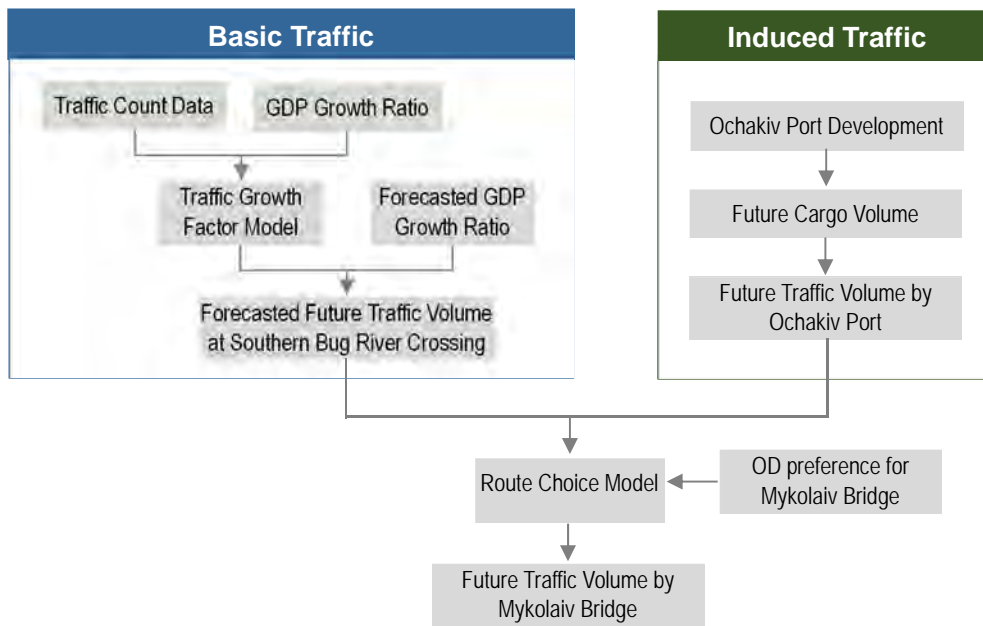 Basic Traffic
Traffic Count Data
GDP Growth Ratio
Traffic Growth
Factor Model
Forecasted GDP
Growth Ratio
Forecasted Future Traffic Volume
at Southern Bug River Crossing
Induced Traffic
Ochakiv Port Development
Future Cargo Volume
Future Traffic Volume by
Ochakiv Port
Route Choice Model
OD preference for
Mykolaiv Bridge
Future Traffic Volume by
Mykolaiv Bridge